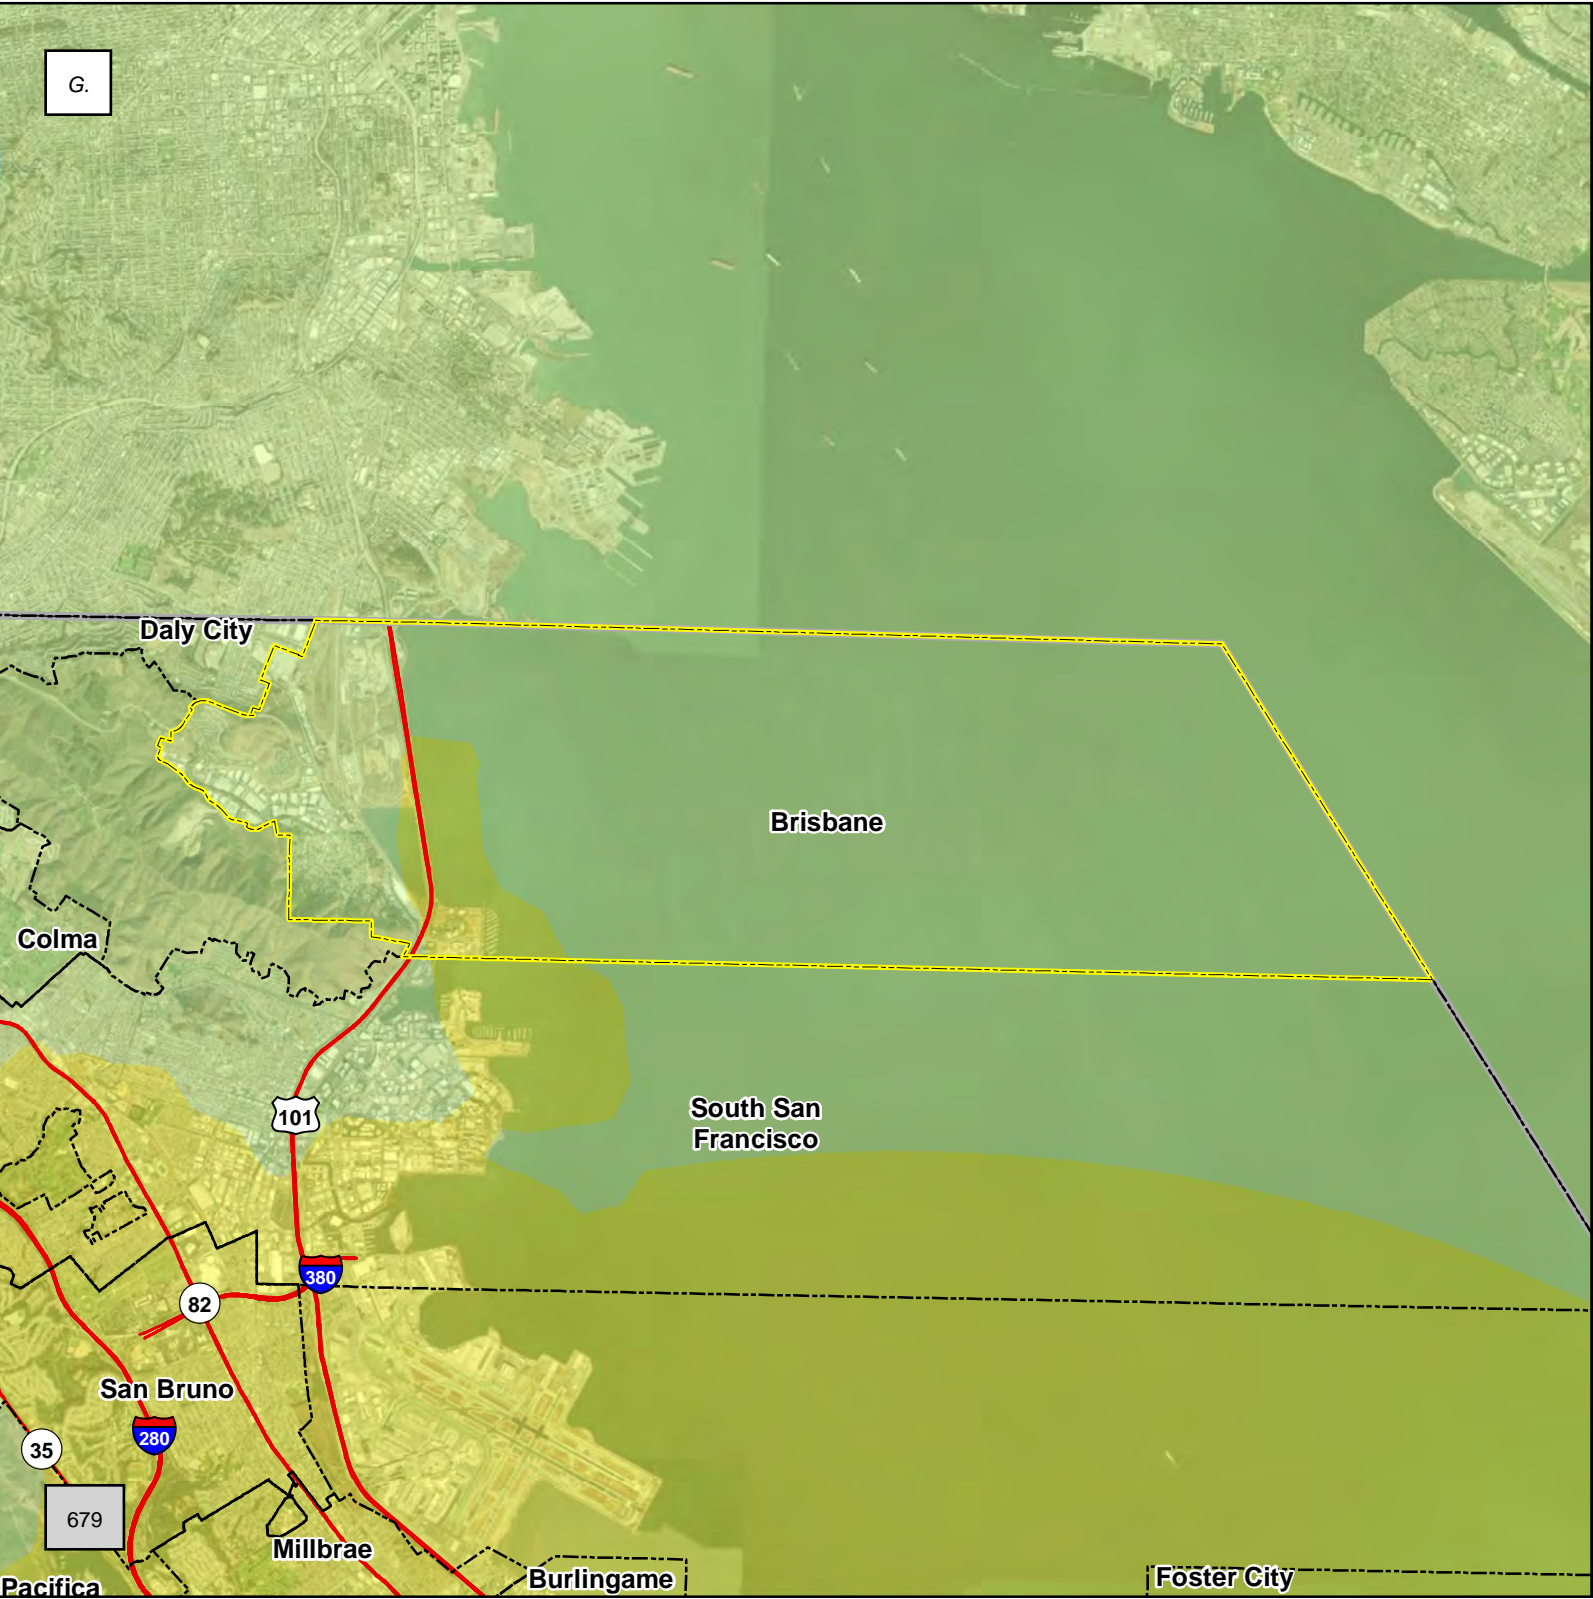 G.
Daly City
Brisbane
Colma
South San
Francisco
101
380
82
San Bruno
280
35
679
Millbrae
Burlingame
Foster City
Pacifica